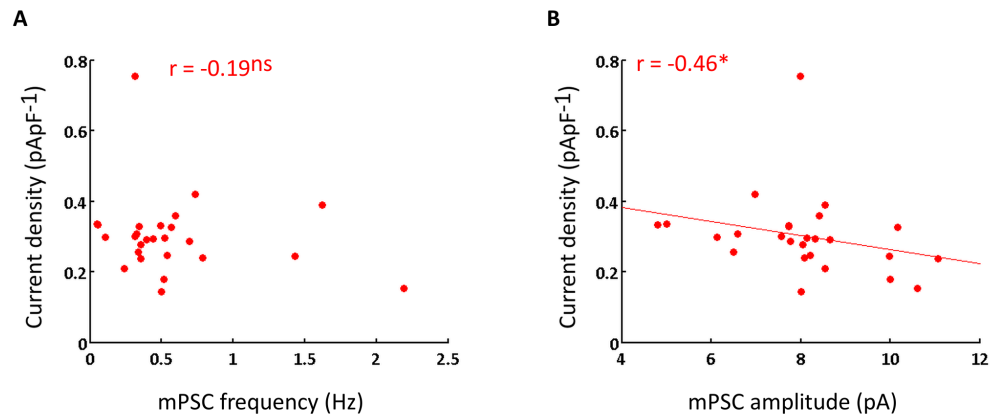 A
B
r = -0.19ns
r = -0.46*
Current density (pApF-1)
0.8
0.6
0.4
0.2
0
0
0.5
1
1.5
2
2.5
mPSC frequency (Hz)
Current density (pApF-1)
0.8
0.6
0.4
0.2
0
4
6
8
10
12
mPSC amplitude (pA)